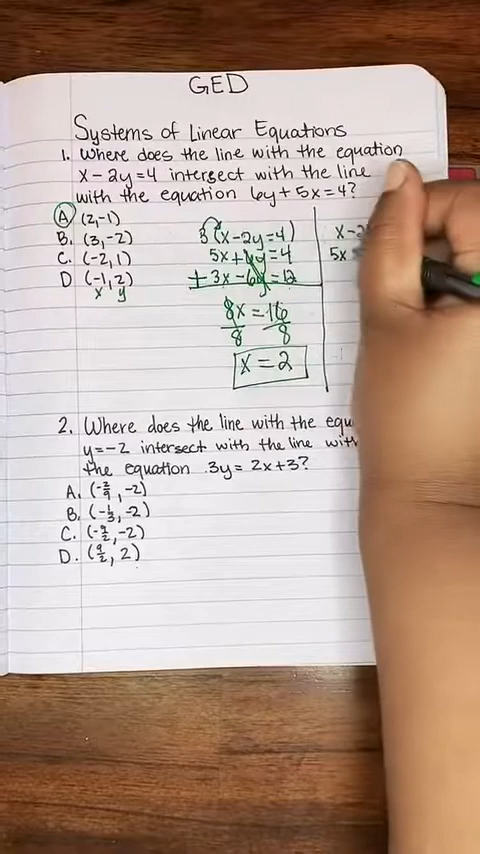 GED
Systems of Linear Equations
1. Where does the line with the equation
x - 2y = 4 intersect with the line
with the equation 6y + 5x = 4?
A (2, -1)
B. (3, -2)
C. (-2, 1)
D (-1, 2)
x y
3(x - 2y = 4)
5x + 6y = 4
+ 3x - 6y = 12
8x = 16
8 8
x = 2
x - 2
5x
2. Where does the line with the equ
y = -2 intersect with the line with
the equation 3y = 2x + 3?
A. (-2/9, -2)
B. (-1/3, -2)
C. (-9/2, -2)
D. (9/2, 2)